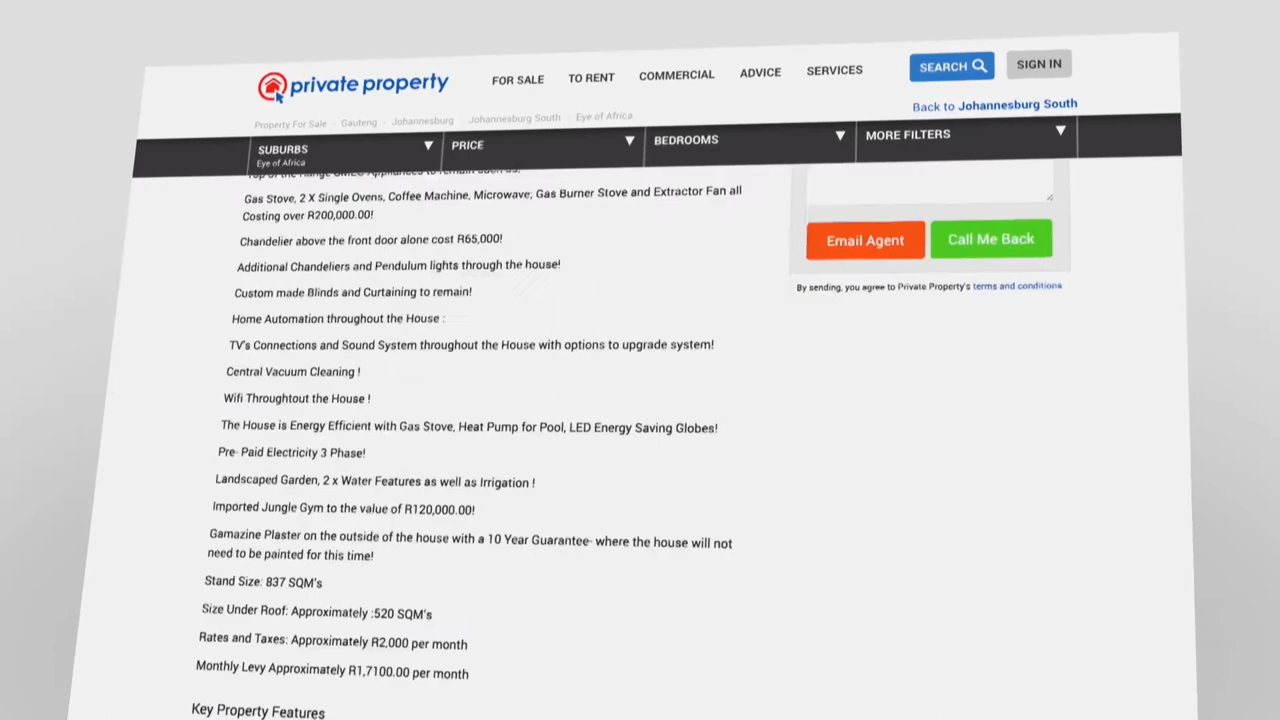 private property
FOR SALE
TO RENT
COMMERCIAL
ADVICE
SERVICES
SEARCH
SIGN IN
Back to Johannesburg South
Property For Sale Gauteng Johannesburg Johannesburg South Eye of Africa
SUBURBS
Eye of Africa
PRICE
BEDROOMS
MORE FILTERS
Gas Stove, 2 X Single Ovens, Coffee Machine, Microwave; Gas Burner Stove and Extractor Fan all
Costing over R200,000.00!
Chandelier above the front door alone cost R65,000!
Additional Chandeliers and Pendulum lights through the house!
Custom made Blinds and Curtaining to remain!
Home Automation throughout the House :
TV's Connections and Sound System throughout the House with options to upgrade system!
Central Vacuum Cleaning !
Wifi Throughtout the House !
The House is Energy Efficient with Gas Stove, Heat Pump for Pool, LED Energy Saving Globes!
Pre- Paid Electricity 3 Phase!
Landscaped Garden, 2 x Water Features as well as Irrigation !
Imported Jungle Gym to the value of R120,000.00!
Gamazine Plaster on the outside of the house with a 10 Year Guarantee- where the house will not
need to be painted for this time!
Stand Size: 837 SQM's
Size Under Roof: Approximately :520 SQM's
Rates and Taxes: Approximately R2,000 per month
Monthly Levy Approximately R1,7100.00 per month
Key Property Features
Email Agent
Call Me Back
By sending, you agree to Private Property's terms and conditions